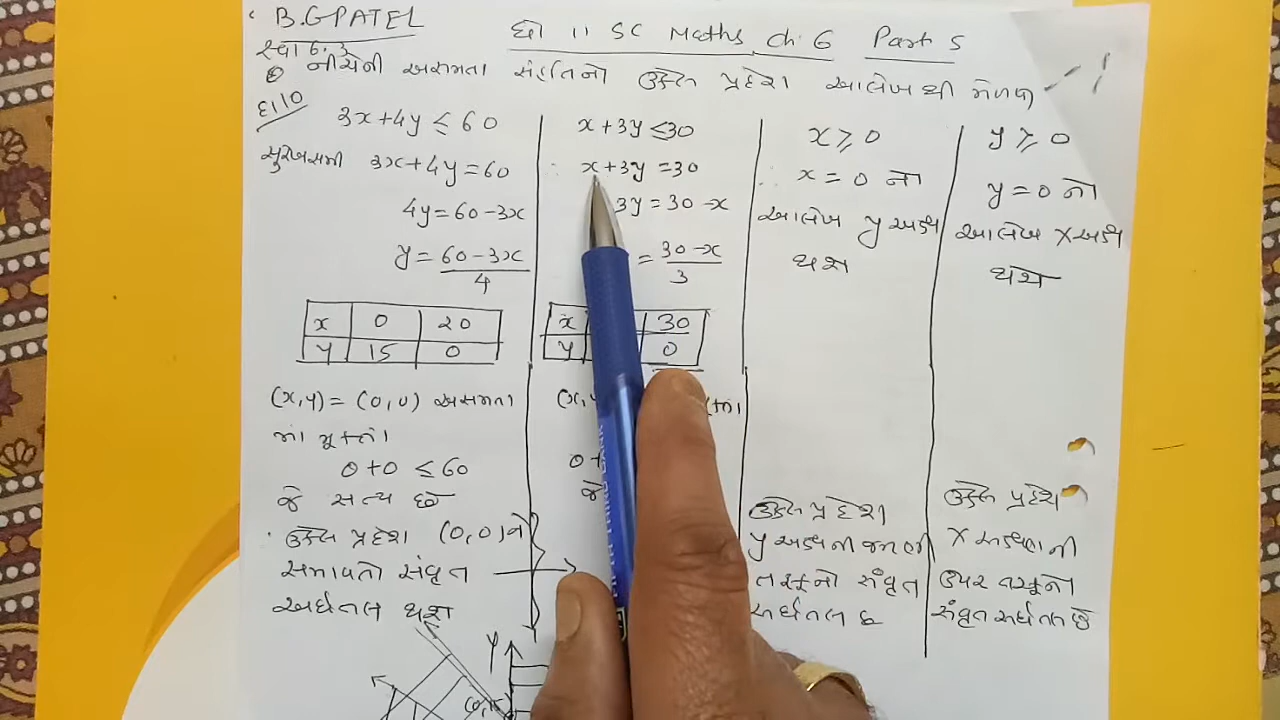 B.G PATEL
ધો 11 SC Maths Ch 6 Part 5
સ્વા 6.3
નીચેની અસમતા સંહતિનો ઉકેલ પ્રદેશ આલેખથી મેળવો
દા10
3x+4y ≤ 60
3x+4y=60
4y=60-3x
y = 60-3x / 4
x 0 20
y 15 0
(x,y) = (0,0) અસમતા
માં મૂકતાં
0+0 ≤ 60
જે સત્ય છે
ઉકેલ પ્રદેશ (0,0)ને
સમાવતો સંવૃત
અર્ધતલ થશે
x+3y ≤ 30
∴ x+3y = 30
3y = 30-x
= 30-x / 3
x 30
y 0
(x,
0+
જે
x ≥ 0
∴ x = 0 નો
આલેખ y અક્ષ
થશે
ઉકેલ પ્રદેશ
y અક્ષની જમણી
તરફનો સંવૃત
અર્ધતલ છે
y ≥ 0
y = 0 નો
આલેખ X અક્ષ
થશે
ઉકેલ પ્રદેશ
X અક્ષની
ઉપર તરફનો
સંવૃત અર્ધતલ છે
Y